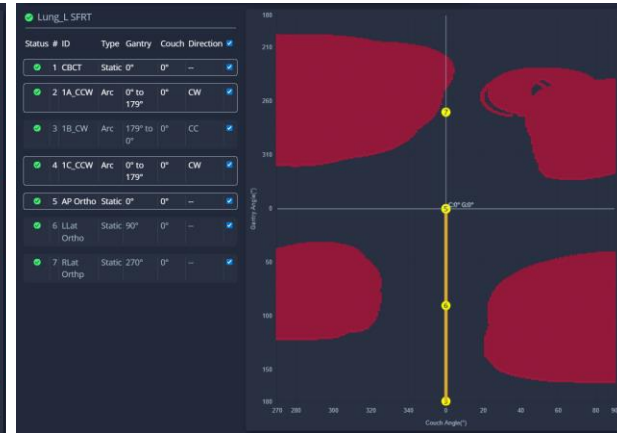 Lung_L SFRT
Status # ID Type Gantry Couch Direction
1 CBCT Static 0° 0° --
2 1A_CCW Arc 0° to 179° 0° CW
3 1B_CW Arc 179° to 0° 0° CC
4 1C_CCW Arc 0° to 179° 0° CW
5 AP Ortho Static 0° 0° --
6 LLat Ortho Static 90° 0° --
7 RLat Orthp Static 270° 0° --
180
210
260
310
0
50
100
150
180
Gantry Angle(°)
7
5
C:0° G:0°
6
3
270 280 300 320 340 0 20 40 60 80 90
Couch Angle(°)